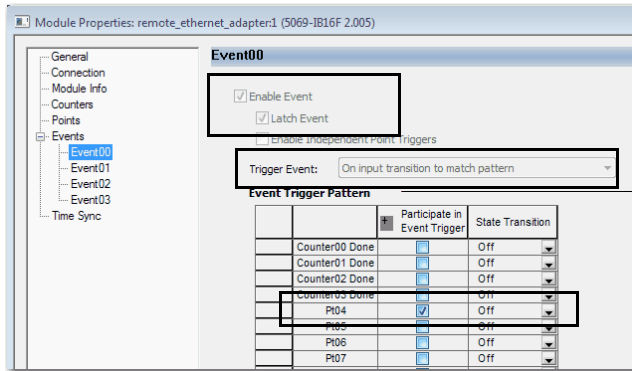 Module Properties: remote_ethernet_adapter:1 (5069-IB16F 2.005)
General
Connection
Module Info
Counters
Points
Events
Event00
Event01
Event02
Event03
Time Sync
Event00
Enable Event
Latch Event
Enable Independent Point Triggers
Trigger Event: On input transition to match pattern
Event Trigger Pattern
Participate in Event Trigger State Transition
Counter00 Done Off
Counter01 Done Off
Counter02 Done Off
Counter03 Done Off
Pt04 Off
Pt05 Off
Pt06 Off
Pt07 Off